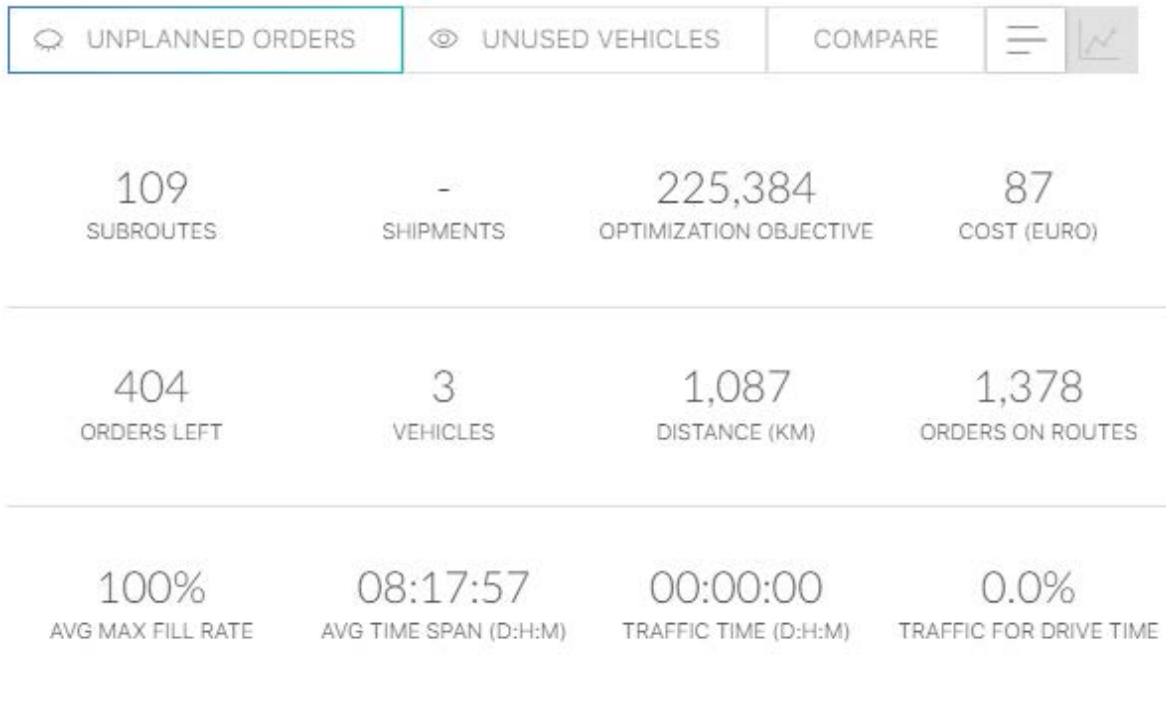 UNPLANNED ORDERS UNUSED VEHICLES COMPARE
109 - 225,384 87
SUBROUTES SHIPMENTS OPTIMIZATION OBJECTIVE COST (EURO)
404 3 1,087 1,378
ORDERS LEFT VEHICLES DISTANCE (KM) ORDERS ON ROUTES
100% 08:17:57 00:00:00 0.0%
AVG MAX FILL RATE AVG TIME SPAN (D:H:M) TRAFFIC TIME (D:H:M) TRAFFIC FOR DRIVE TIME